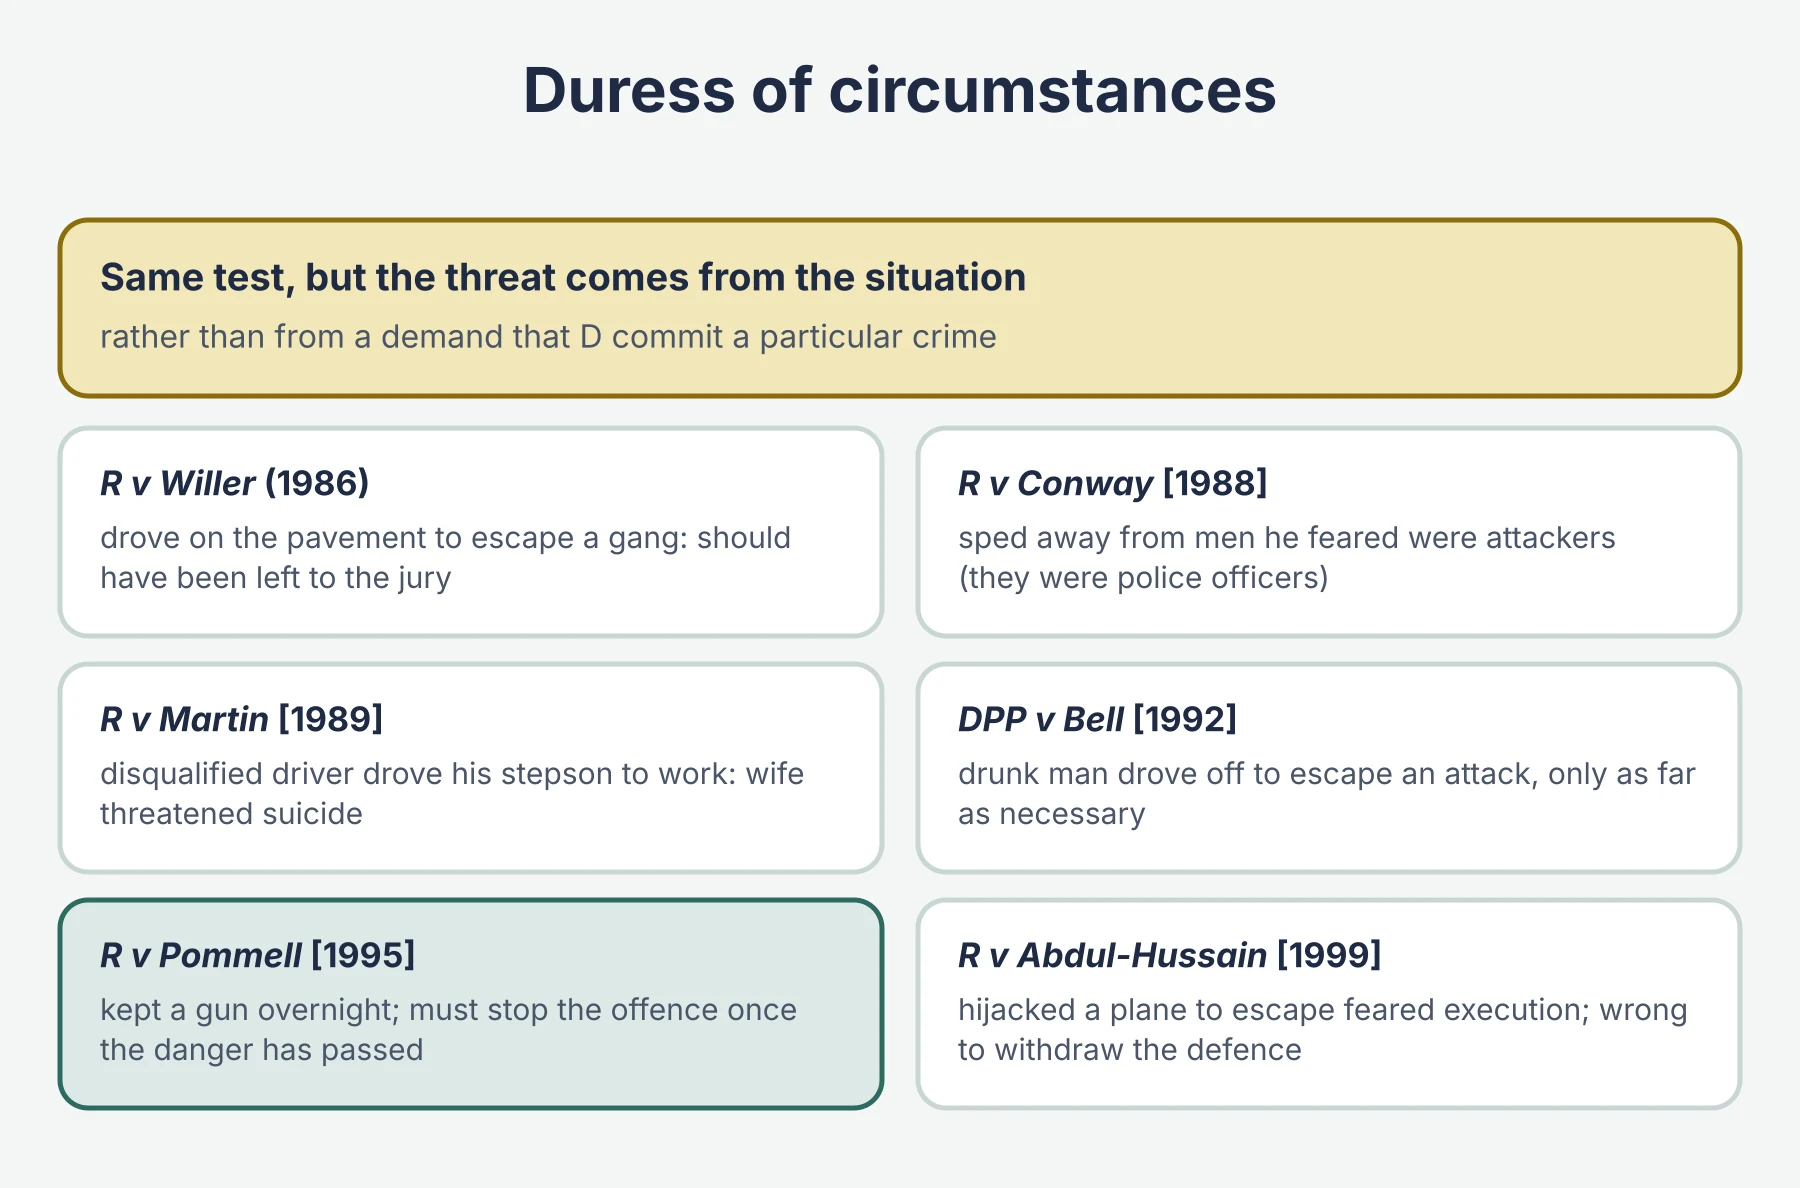 Duress of circumstances
Same test, but the threat comes from the situation
rather than from a demand that D commit a particular crime
R v Willer (1986)
drove on the pavement to escape a gang: should
have been left to the jury
R v Conway [1988]
sped away from men he feared were attackers
(they were police officers)
R v Martin [1989]
disqualified driver drove his stepson to work: wife
threatened suicide
DPP v Bell [1992]
drunk man drove off to escape an attack, only as far
as necessary
R v Pommell [1995]
kept a gun overnight; must stop the offence once
the danger has passed
R v Abdul-Hussain [1999]
hijacked a plane to escape feared execution; wrong
to withdraw the defence